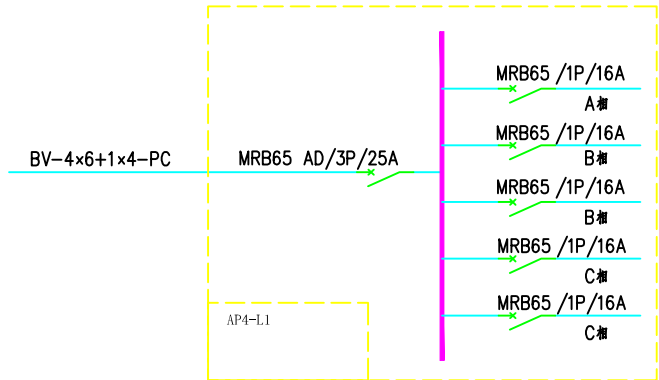 BV-4×6+1×4-PC
MRB65 AD/3P/25A
MRB65 /1P/16A
A相
MRB65 /1P/16A
B相
MRB65 /1P/16A
B相
MRB65 /1P/16A
C相
MRB65 /1P/16A
C相
AP4-L1